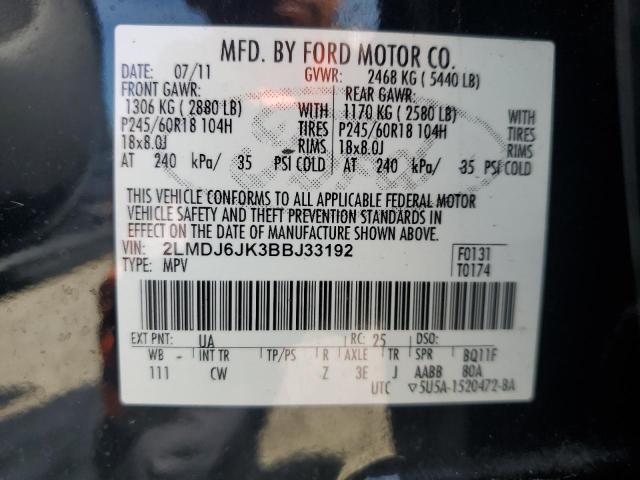 MFD. BY FORD MOTOR CO.
DATE: 07/11 GVWR: 2468 KG ( 5440 LB)
FRONT GAWR: REAR GAWR:
1306 KG ( 2880 LB) WITH 1170 KG ( 2580 LB) WITH
P245/60R18 104H TIRES P245/60R18 104H TIRES
18x8.0J RIMS 18x8.0J RIMS
AT 240 kPa/ 35 PSI COLD AT 240 kPa/ 35 PSI COLD
THIS VEHICLE CONFORMS TO ALL APPLICABLE FEDERAL MOTOR
VEHICLE SAFETY AND THEFT PREVENTION STANDARDS IN
EFFECT ON THE DATE OF MANUFACTURE SHOWN ABOVE.
VIN: 2LMDJ6JK3BBJ33192 F0131
TYPE: MPV T0174
EXT PNT: UA RC: 25 DSO:
WB - INT TR TP/PS R AXLE TR SPR BQ11F
111 CW Z 3E J AABB 80A
UTC ▽5U5A-1520472-BA